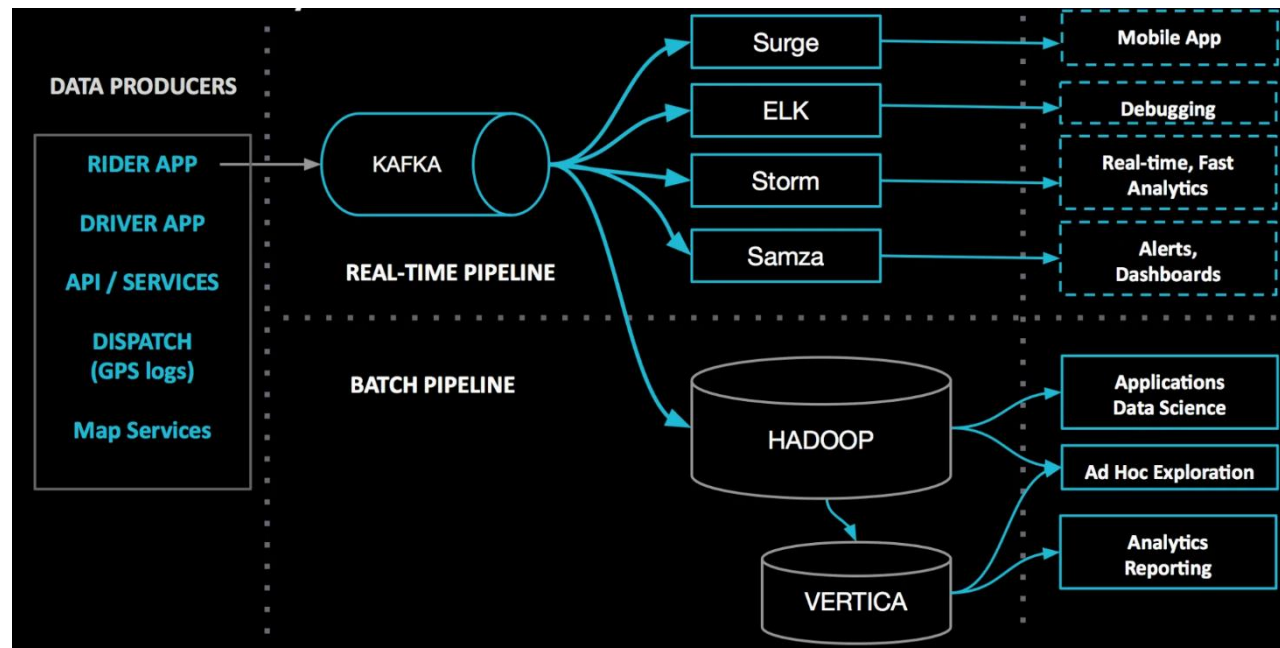 DATA PRODUCERS
RIDER APP
DRIVER APP
API / SERVICES
DISPATCH
(GPS logs)
Map Services
KAFKA
REAL-TIME PIPELINE
Surge
ELK
Storm
Samza
Mobile App
Debugging
Real-time, Fast
Analytics
Alerts,
Dashboards
BATCH PIPELINE
HADOOP
VERTICA
Applications
Data Science
Ad Hoc Exploration
Analytics
Reporting